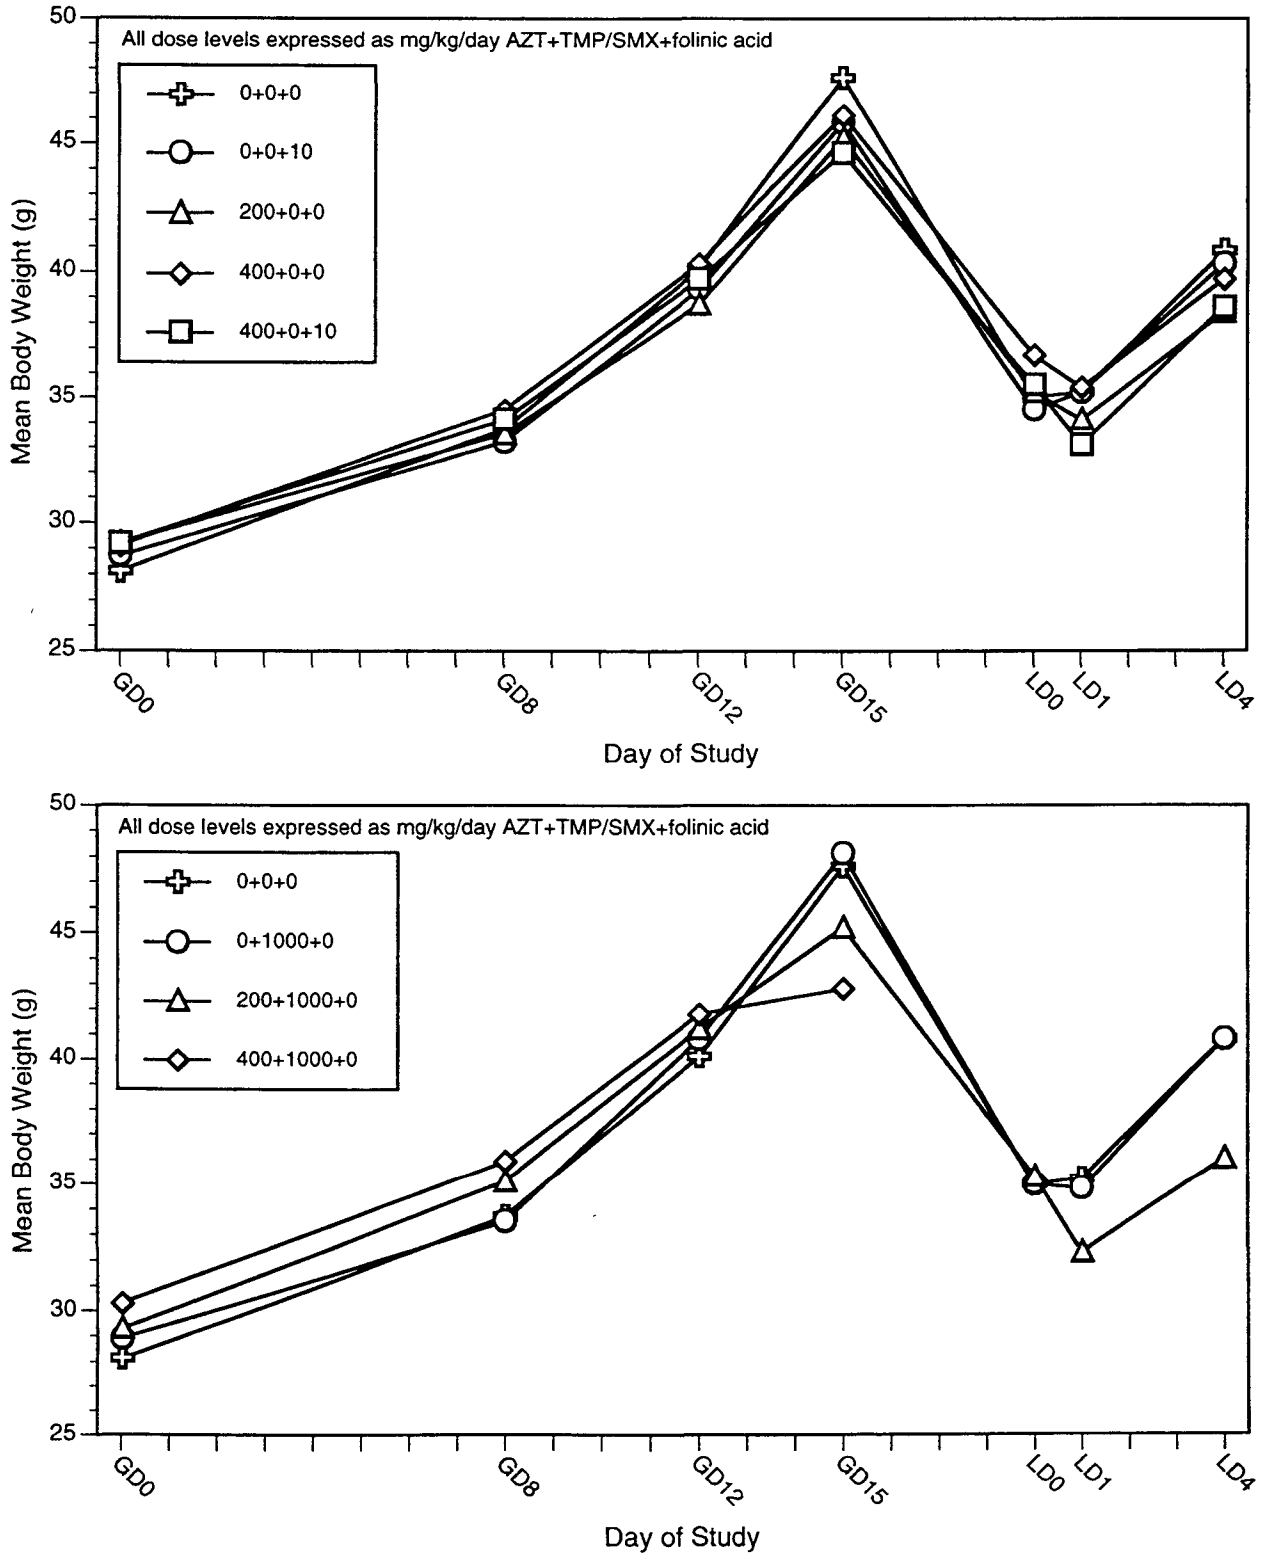 50
All dose levels expressed as mg/kg/day AZT+TMP/SMX+folinic acid
0+0+0
0+0+10
200+0+0
400+0+0
400+0+10
45
40
35
30
25
Mean Body Weight (g)
GD0 GD8 GD12 GD15 LD0 LD1 LD4
Day of Study
50
All dose levels expressed as mg/kg/day AZT+TMP/SMX+folinic acid
0+0+0
0+1000+0
200+1000+0
400+1000+0
45
40
35
30
25
Mean Body Weight (g)
GD0 GD8 GD12 GD15 LD0 LD1 LD4
Day of Study